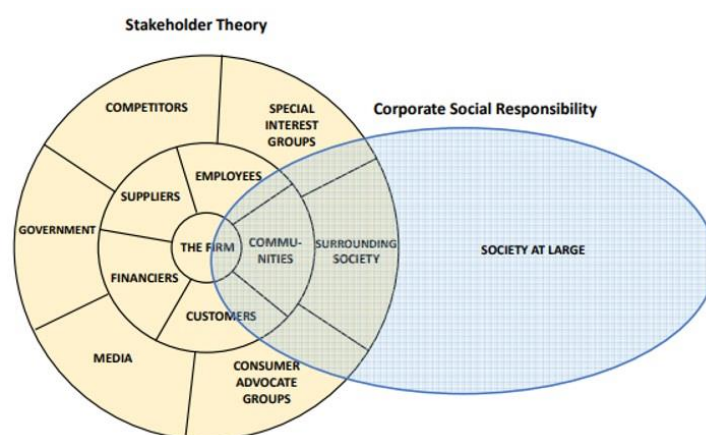 Stakeholder Theory
Corporate Social Responsibility
COMPETITORS
SPECIAL
INTEREST
GROUPS
EMPLOYEES
SUPPLIERS
GOVERNMENT
THE FIRM
COMMU-
NITIES
SURROUNDING
SOCIETY
SOCIETY AT LARGE
FINANCIERS
CUSTOMERS
MEDIA
CONSUMER
ADVOCATE
GROUPS